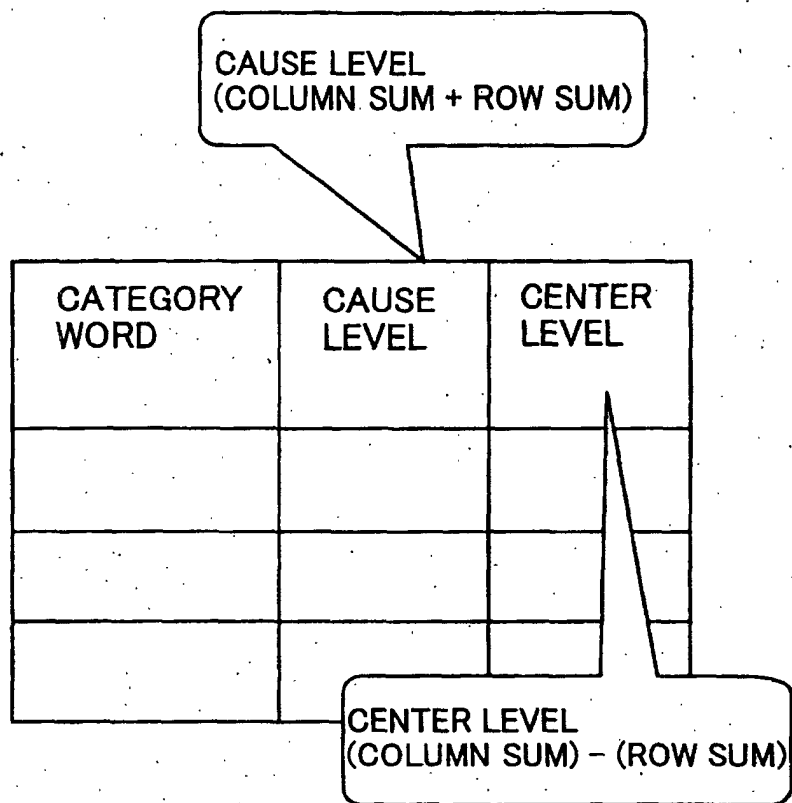 CAUSE LEVEL
(COLUMN SUM + ROW SUM)
CATEGORY WORD
CAUSE LEVEL
CENTER LEVEL
CENTER LEVEL
(COLUMN SUM) – (ROW SUM)